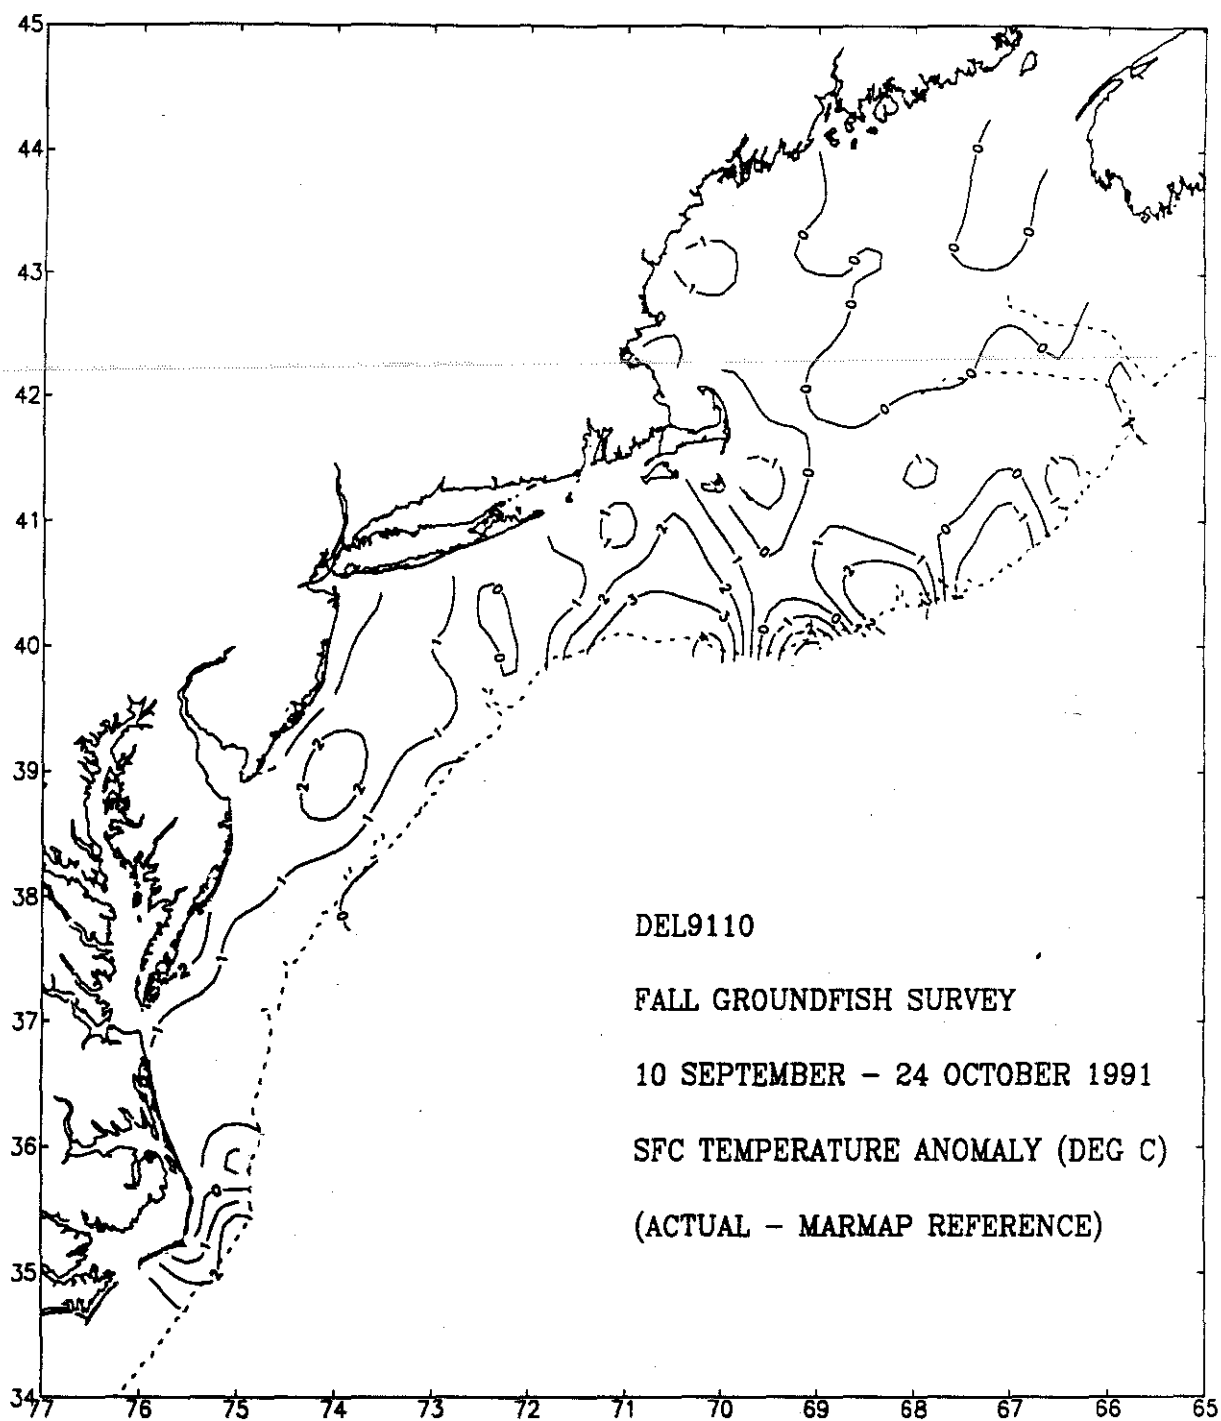 45
44
43
42
41
40
39
38
37
36
35
34
77 76 75 74 73 72 71 70 69 68 67 66 65
DEL9110
FALL GROUNDFISH SURVEY
10 SEPTEMBER – 24 OCTOBER 1991
SFC TEMPERATURE ANOMALY (DEG C)
(ACTUAL – MARMAP REFERENCE)